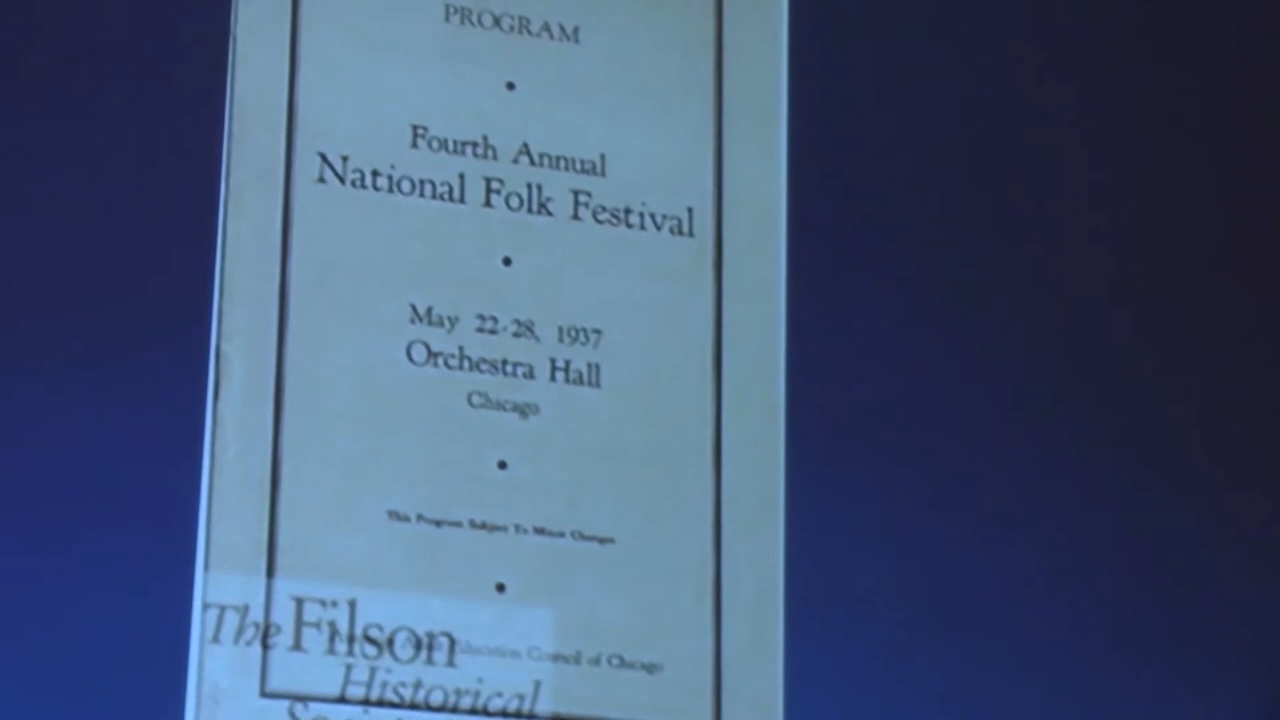 PROGRAM
Fourth Annual
National Folk Festival
May 22-28, 1937
Orchestra Hall
Chicago
This Program Subject To Minor Changes
Education Council of Chicago
The Filson
Historical